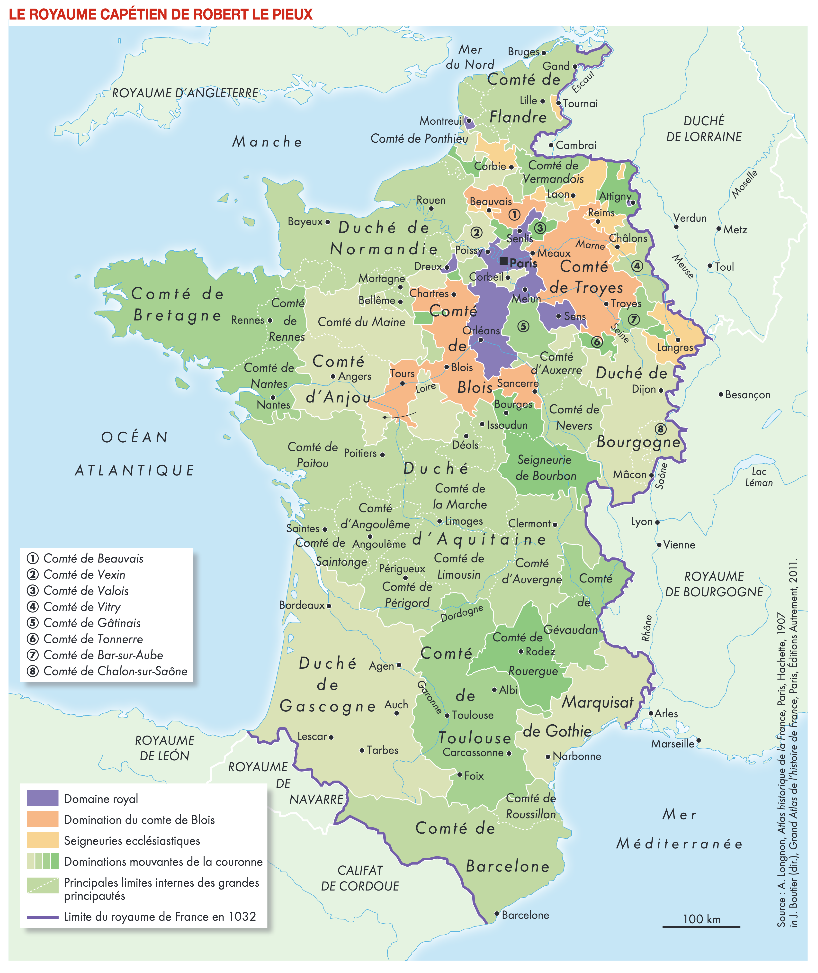 LE ROYAUME CAPÉTIEN DE ROBERT LE PIEUX
Mer
du Nord
Bruges
Gand
Comté de
Flandre
Escaut
Lille
Tournai
ROYAUME D'ANGLETERRE
Montreuil
Manche
Comté de Ponthieu
Cambrai
DUCHÉ
DE LORRAINE
Corbie
Comté de
Vermandois
Laon
Attigny
Moselle
Rouen
Beauvais
1
Reims
Bayeux
Duché de
Normandie
2
Senlis
3
Verdun
Metz
Châlons
Poissy
Paris
Meaux
Marne
Meuse
Toul
Dreux
Corbeil
Comté
de Troyes
4
Mortagne
Bellême
Chartres
Melun
Troyes
Comté de
Bretagne
Comté
de
Rennes
Rennes
Comté du Maine
Comté
de
Blois
Orléans
Sens
5
Seine
7
6
Langres
Comté
d'Anjou
Angers
Tours
Loire
Blois
Sancerre
Comté
d'Auxerre
Duché de
Bourgogne
Dijon
Besançon
Comté de
Nantes
Nantes
Bourges
Issoudun
Comté de
Nevers
8
OCÉAN
ATLANTIQUE
Comté de
Poitou
Poitiers
Déols
Seigneurie
de Bourbon
Mâcon
Saône
Lac
Léman
Duché
d'Aquitaine
Comté de
la Marche
Comté
d'Angoulême
Limoges
Clermont
Lyon
Vienne
Saintes
Comté de
Saintonge
Angoulême
Périgueux
Comté de
Périgord
Comté de
Limousin
Comté
d'Auvergne
Comté
de
Gévaudan
ROYAUME
DE BOURGOGNE
1 Comté de Beauvais
2 Comté de Vexin
3 Comté de Valois
4 Comté de Vitry
5 Comté de Gâtinais
6 Comté de Tonnerre
7 Comté de Bar-sur-Aube
8 Comté de Chalon-sur-Saône
Bordeaux
Dordogne
Rhône
Duché
de
Gascogne
Agen
Auch
Garonne
Comté
de
Toulouse
Comté de
Rouergue
Rodez
Albi
Toulouse
Marquisat
de Gothie
Arles
Marseille
ROYAUME
DE LEÓN
Lescar
Tarbes
Carcassonne
Narbonne
Foix
ROYAUME
DE
NAVARRE
Comté de
Roussillon
Comté de
Barcelone
CALIFAT
DE CORDOUE
Barcelone
Mer
Méditerranée
Domaine royal
Domination du comte de Blois
Seigneuries ecclésiastiques
Dominations mouvantes de la couronne
Principales limites internes des grandes
principautés
Limite du royaume de France en 1032
100 km
Source : A. Longnon, Atlas historique de la France, Paris, Hachette, 1907
in J. Boutier (dir.), Grand Atlas de l'histoire de France, Paris, Éditions Autrement, 2011.